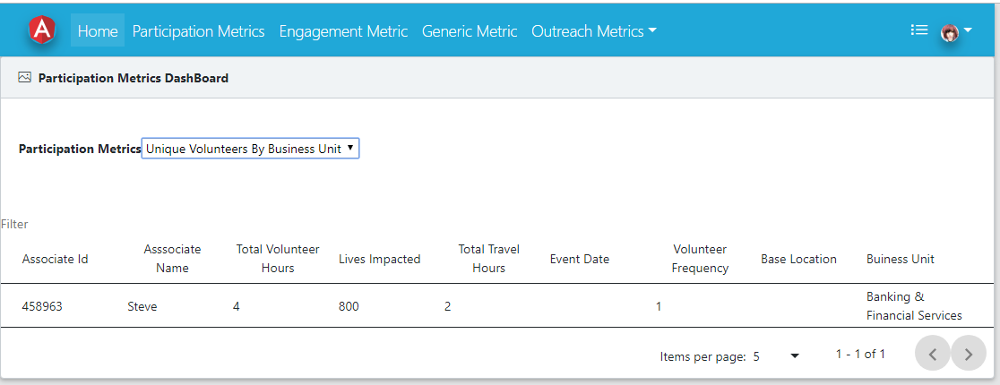 A
Home Participation Metrics Engagement Metric Generic Metric Outreach Metrics
Participation Metrics DashBoard
Participation Metrics Unique Volunteers By Business Unit
Filter
Associate Id
Asssociate
Name
Total Volunteer
Hours
Lives Impacted
Total Travel
Hours
Event Date
Volunteer
Frequency
Base Location
Buiness Unit
458963
Steve
4
800
2
1
Banking &
Financial Services
Items per page: 5 1 - 1 of 1